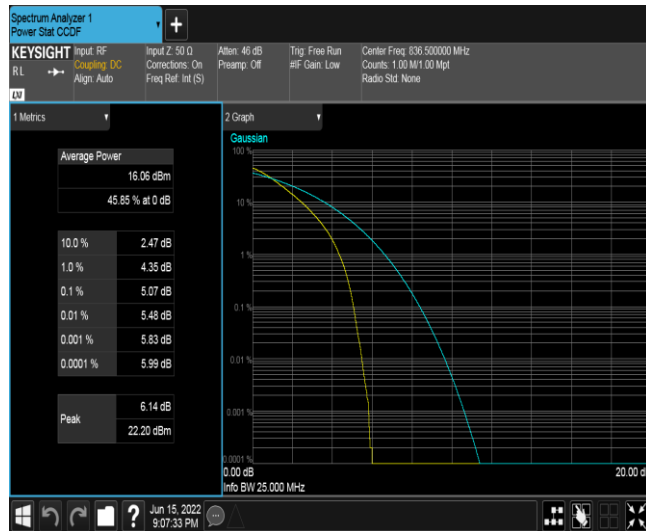 Spectrum Analyzer 1
Power Stat CCDF
+
KEYSIGHT
RL
LXI
Input: RF
Coupling: DC
Align: Auto
Input Z: 50 Ω
Corrections: On
Freq Ref: Int (S)
Atten: 46 dB
Preamp: Off
Trig: Free Run
#IF Gain: Low
Center Freq: 836.500000 MHz
Counts: 1.00 M/1.00 Mpt
Radio Std: None
1 Metrics
Average Power
16.06 dBm
45.85 % at 0 dB
10.0 % 2.47 dB
1.0 % 4.35 dB
0.1 % 5.07 dB
0.01 % 5.48 dB
0.001 % 5.83 dB
0.0001 % 5.99 dB
Peak
6.14 dB
22.20 dBm
2 Graph
Gaussian
100 %
10 %
1 %
0.1 %
0.01 %
0.001 %
0.0001 %
0.00 dB
20.00 d
Info BW 25.000 MHz
?
Jun 15, 2022
9:07:33 PM